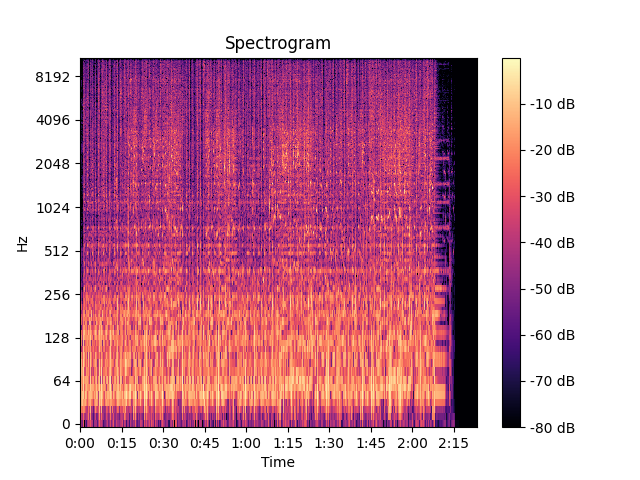 Spectrogram
Hz
8192
4096
2048
1024
512
256
128
64
0
0:00 0:15 0:30 0:45 1:00 1:15 1:30 1:45 2:00 2:15
Time
-10 dB
-20 dB
-30 dB
-40 dB
-50 dB
-60 dB
-70 dB
-80 dB